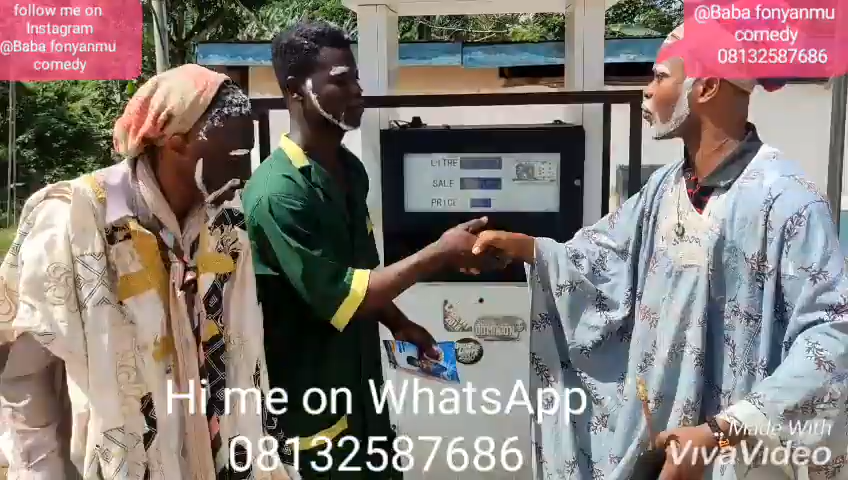 follow me on
Instagram
@Baba fonyanmu
comedy
@Baba fonyanmu
comedy
08132587686
LITRE
SALE
PRICE
Hi me on WhatsApp
08132587686
Made With
VivaVideo